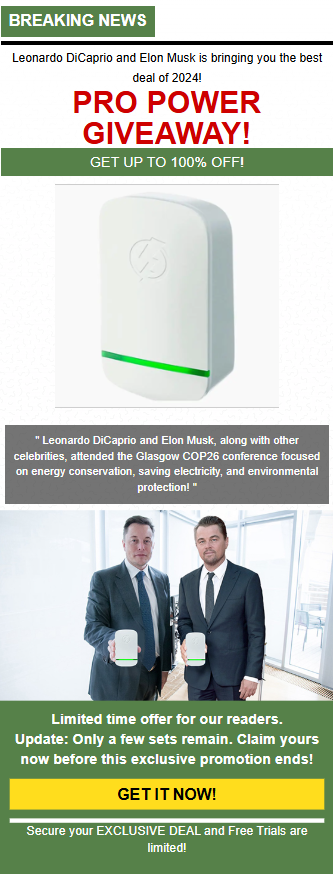 BREAKING NEWS
Leonardo DiCaprio and Elon Musk is bringing you the best
deal of 2024!
PRO POWER
GIVEAWAY!
GET UP TO 100% OFF!
" Leonardo DiCaprio and Elon Musk, along with other
celebrities, attended the Glasgow COP26 conference focused
on energy conservation, saving electricity, and environmental
protection! "
Limited time offer for our readers.
Update: Only a few sets remain. Claim yours
now before this exclusive promotion ends!
GET IT NOW!
Secure your EXCLUSIVE DEAL and Free Trials are
limited!